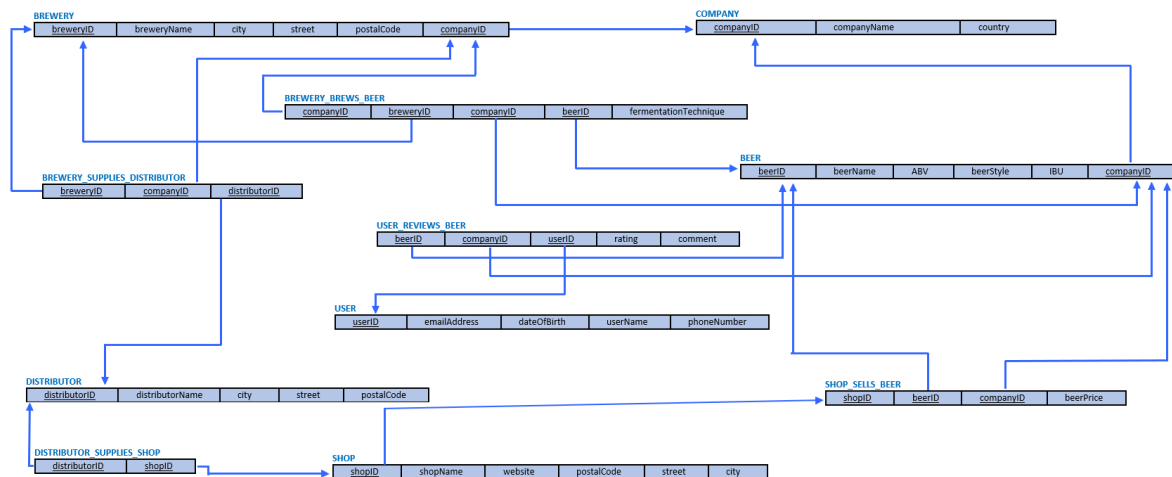 BREWERY
breweryID breweryName city street postalCode companyID
COMPANY
companyID companyName country
BREWERY_BREWS_BEER
companyID breweryID companyID beerID fermentationTechnique
BEER
beerID beerName ABV beerStyle IBU companyID
BREWERY_SUPPLIES_DISTRIBUTOR
breweryID companyID distributorID
USER_REVIEWS_BEER
beerID companyID userID rating comment
USER
userID emailAddress dateOfBirth userName phoneNumber
DISTRIBUTOR
distributorID distributorName city street postalCode
SHOP_SELLS_BEER
shopID beerID companyID beerPrice
DISTRIBUTOR_SUPPLIES_SHOP
distributorID shopID
SHOP
shopID shopName website postalCode street city